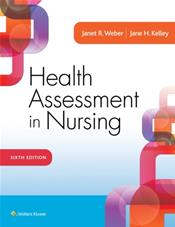 Janet R. Weber | Jane H. Kelley
Health
Assessment
in Nursing
SIXTH EDITION
Wolters Kluwer